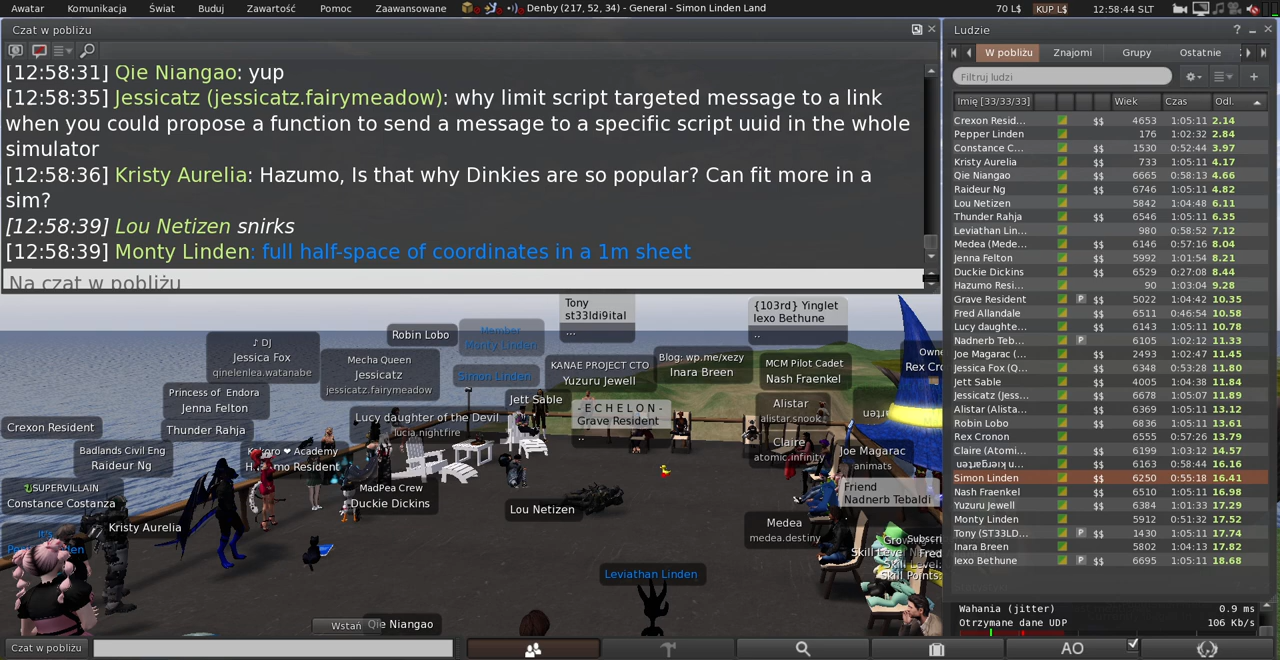 Awatar Komunikacja Świat Buduj Zawartość Pomoc Zaawansowane Denby (217, 52, 34) - General - Simon Linden Land 70 L$ KUP L$ 12:58:44 SLT
Czat w pobliżu
[12:58:31] Qie Niangao: yup
[12:58:35] Jessicatz (jessicatz.fairymeadow): why limit script targeted message to a link
when you could propose a function to send a message to a specific script uuid in the whole
simulator
[12:58:36] Kristy Aurelia: Hazumo, Is that why Dinkies are so popular? Can fit more in a
sim?
[12:58:39] Lou Netizen snirks
[12:58:39] Monty Linden: full half-space of coordinates in a 1m sheet
Na czat w pobliżu
Tony
st33ldi9ital
...
{103rd} Yinglet
Iexo Bethune
..
Robin Lobo
Member
Monty Linden
♪ DJ
Jessica Fox
qinelenlea.watanabe
Mecha Queen
Jessicatz
jessicatz.fairymeadow
Simon Linden
KANAE PROJECT CTO
Yuzuru Jewell
Blog: wp.me/xezy
Inara Breen
MCM Pilot Cadet
Nash Fraenkel
Owne
Rex Cro
Princess of Endora
Jenna Felton
Jett Sable
- E C H E L O N -
Grave Resident
..
Alistar
alistar.snook
Lucy daughter of the Devil
lucia.nightfire
Crexon Resident
Thunder Rahja
Badlands Civil Eng
Raideur Ng
Academy
Resident
Claire
atomic.infinity
Joe Magarac
animats
SUPERVILLAIN
Constance Costanza
MadPea Crew
Duckie Dickins
Friend
Nadnerb Tebaldi
Lou Netizen
Kristy Aurelia
Medea
medea.destiny
Subscri
Fred
Skill Level:
Skill Points:
Leviathan Linden
Wstań
Qie Niangao
Czat w pobliżu
AO
Ludzie
W pobliżu Znajomi Grupy Ostatnie
Filtruj ludzi
Imię [33/33/33] Wiek Czas Odl.
Crexon Resid... $$ 4653 1:05:11 2.14
Pepper Linden 176 1:02:32 2.84
Constance C... $$ 1530 0:52:44 3.97
Kristy Aurelia $$ 733 1:05:11 4.17
Qie Niangao $$ 6665 0:58:13 4.66
Raideur Ng $$ 6746 1:05:11 4.82
Lou Netizen 5842 1:04:48 6.11
Thunder Rahja $$ 6546 1:05:11 6.35
Leviathan Lin... 980 0:58:52 7.12
Medea (Mede... $$ 6146 0:57:16 8.04
Jenna Felton $$ 5992 1:01:54 8.21
Duckie Dickins $$ 6529 0:27:08 8.44
Hazumo Resi... 90 1:03:04 9.28
Grave Resident P $$ 5022 1:04:42 10.35
Fred Allandale $$ 6511 0:46:54 10.58
Lucy daughte... $$ 6143 1:05:11 10.78
Nadnerb Teb... P 6105 1:02:12 11.33
Joe Magarac (... $$ 2493 1:02:47 11.45
Jessica Fox (Q... $$ 6348 0:53:28 11.80
Jett Sable $$ 4005 1:04:38 11.84
Jessicatz (Jess... $$ 6678 1:05:07 11.89
Alistar (Alista... $$ 6369 1:05:11 13.12
Robin Lobo $$ 6836 1:05:11 13.61
Rex Cronon 6555 0:57:26 13.79
Claire (Atomi... $$ 6199 1:03:12 14.57
$$ 6163 0:58:44 16.16
Simon Linden $$ 6250 0:55:18 16.41
Nash Fraenkel $$ 6510 1:05:11 16.98
Yuzuru Jewell $$ 6384 1:01:33 17.29
Monty Linden 5912 0:51:32 17.52
Tony (ST33LD... P $$ 1430 1:05:11 17.74
Inara Breen 5802 1:04:13 17.82
Iexo Bethune P $$ 6695 1:05:11 18.68
Wahania (jitter) 0.9 ms
Otrzymane dane UDP 106 Kb/s